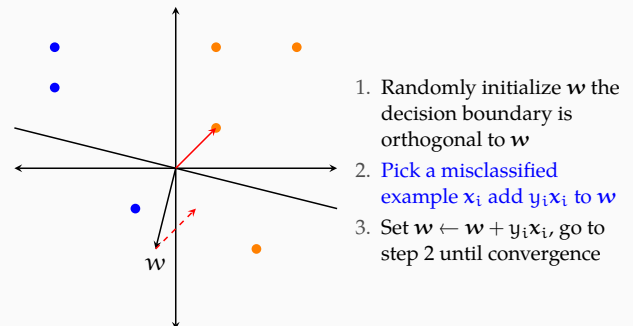 1. Randomly initialize w the
decision boundary is
orthogonal to w
2. Pick a misclassified
example xᵢ add yᵢxᵢ to w
3. Set w ← w + yᵢxᵢ, go to
step 2 until convergence
w